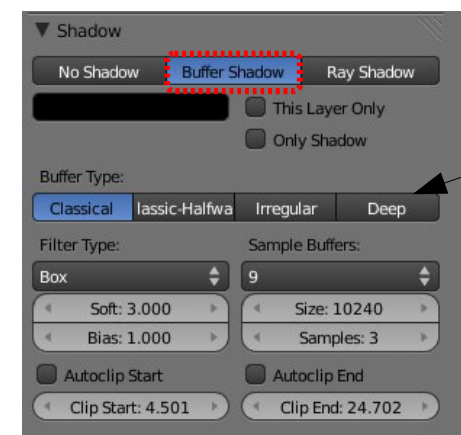 Shadow
No Shadow Buffer Shadow Ray Shadow
This Layer Only
Only Shadow
Buffer Type:
Classical lassic-Halfwa Irregular Deep
Filter Type: Sample Buffers:
Box 9
Soft: 3.000 Size: 10240
Bias: 1.000 Samples: 3
Autoclip Start Autoclip End
Clip Start: 4.501 Clip End: 24.702